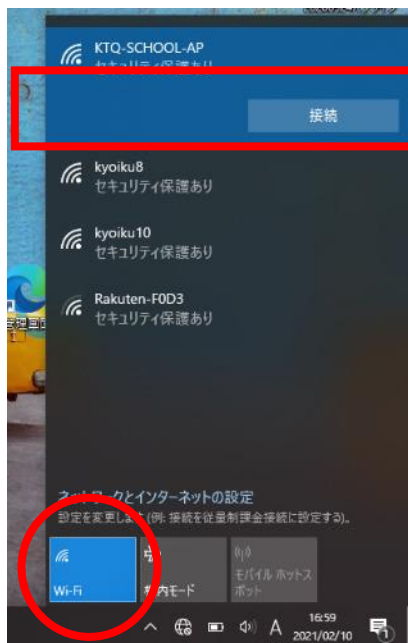 KTQ-SCHOOL-AP
セキュリティ保護あり
接続
kyoiku8
セキュリティ保護あり
kyoiku10
セキュリティ保護あり
Rakuten-F0D3
セキュリティ保護あり
ネットワークとインターネットの設定
設定を変更します(例: 接続を従量制課金接続に設定する)。
Wi-Fi
機内モード
モバイル ホットス
ポット
A
16:59
2021/02/10